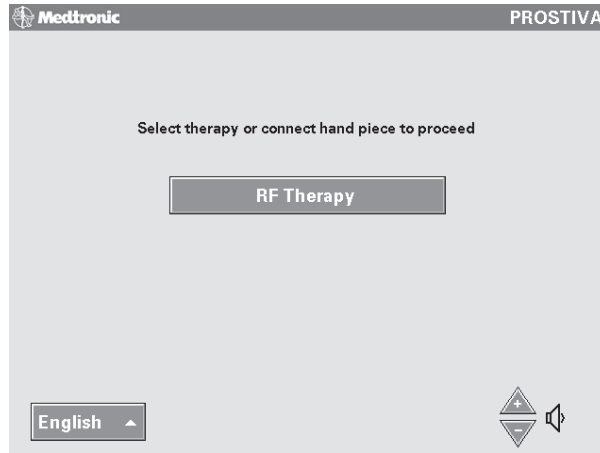 Medtronic PROSTIVA
Select therapy or connect hand piece to proceed
RF Therapy
English
+
−